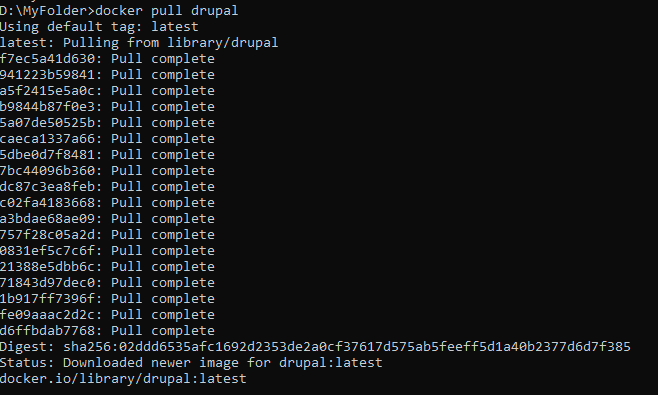 D:\MyFolder>docker pull drupal
Using default tag: latest
latest: Pulling from library/drupal
f7ec5a41d630: Pull complete
941223b59841: Pull complete
a5f2415e5a0c: Pull complete
b9844b87f0e3: Pull complete
5a07de50525b: Pull complete
caeca1337a66: Pull complete
5dbe0d7f8481: Pull complete
7bc44096b360: Pull complete
dc87c3ea8feb: Pull complete
c02fa4183668: Pull complete
a3bdae68ae09: Pull complete
757f28c05a2d: Pull complete
0831ef5c7c6f: Pull complete
21388e5dbb6c: Pull complete
71843d97dec0: Pull complete
1b917ff7396f: Pull complete
fe09aaac2d2c: Pull complete
d6ffbdab7768: Pull complete
Digest: sha256:02ddd6535afc1692d2353de2a0cf37617d575ab5feeff5d1a40b2377d6d7f385
Status: Downloaded newer image for drupal:latest
docker.io/library/drupal:latest